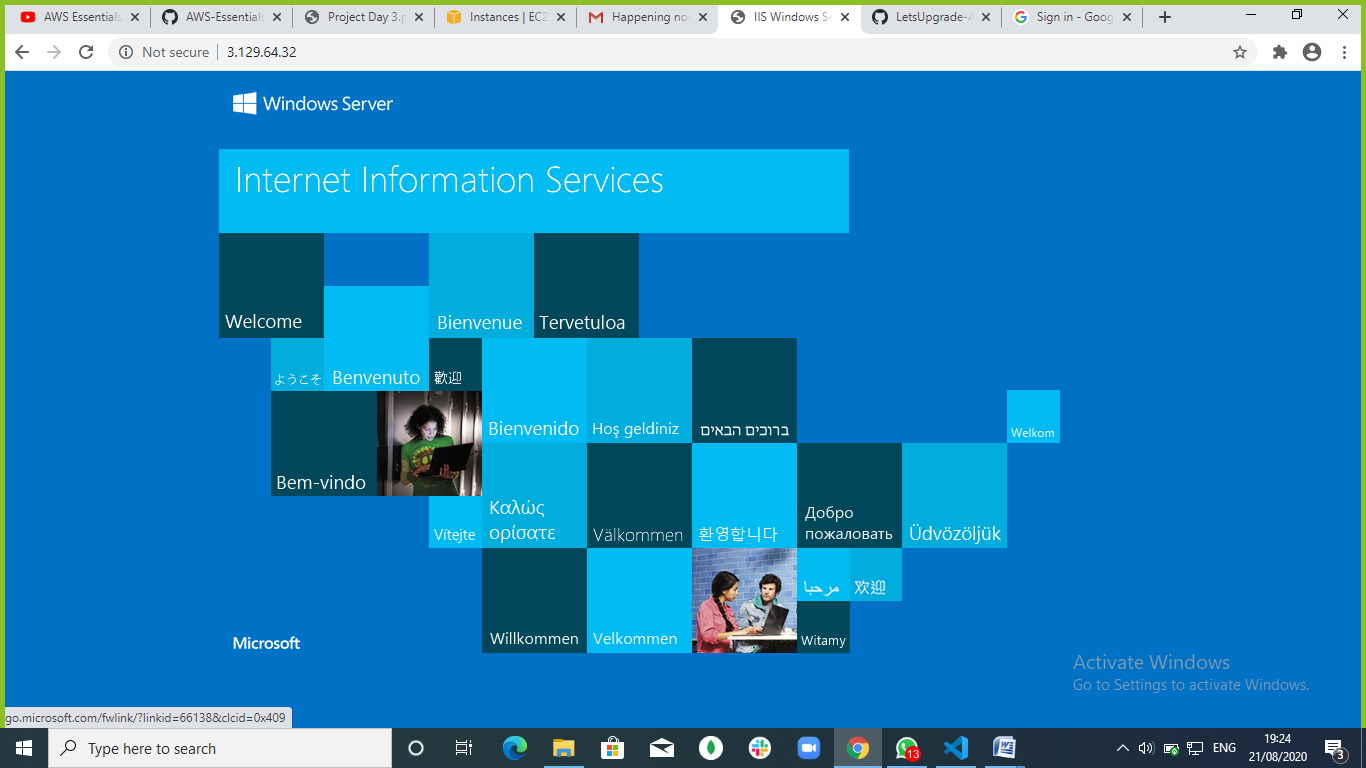 AWS Essentials
AWS-Essentials
Project Day 3.p
Instances | EC2
Happening no
IIS Windows Se
LetsUpgrade-A
Sign in - Goog
Not secure
3.129.64.32
Windows Server
Internet Information Services
Welcome
Bienvenue
Tervetuloa
ようこそ
Benvenuto
歡迎
Bienvenido
Hoş geldiniz
ברוכים הבאים
Welkom
Bem-vindo
Vítejte
Καλώς
ορίσατε
Välkommen
환영합니다
Добро
пожаловать
Üdvözöljük
Willkommen
Velkommen
مرحبا
欢迎
Witamy
Microsoft
Activate Windows
Go to Settings to activate Windows.
go.microsoft.com/fwlink/?linkid=66138&clcid=0x409
Type here to search
13
ENG
19:24
21/08/2020
3